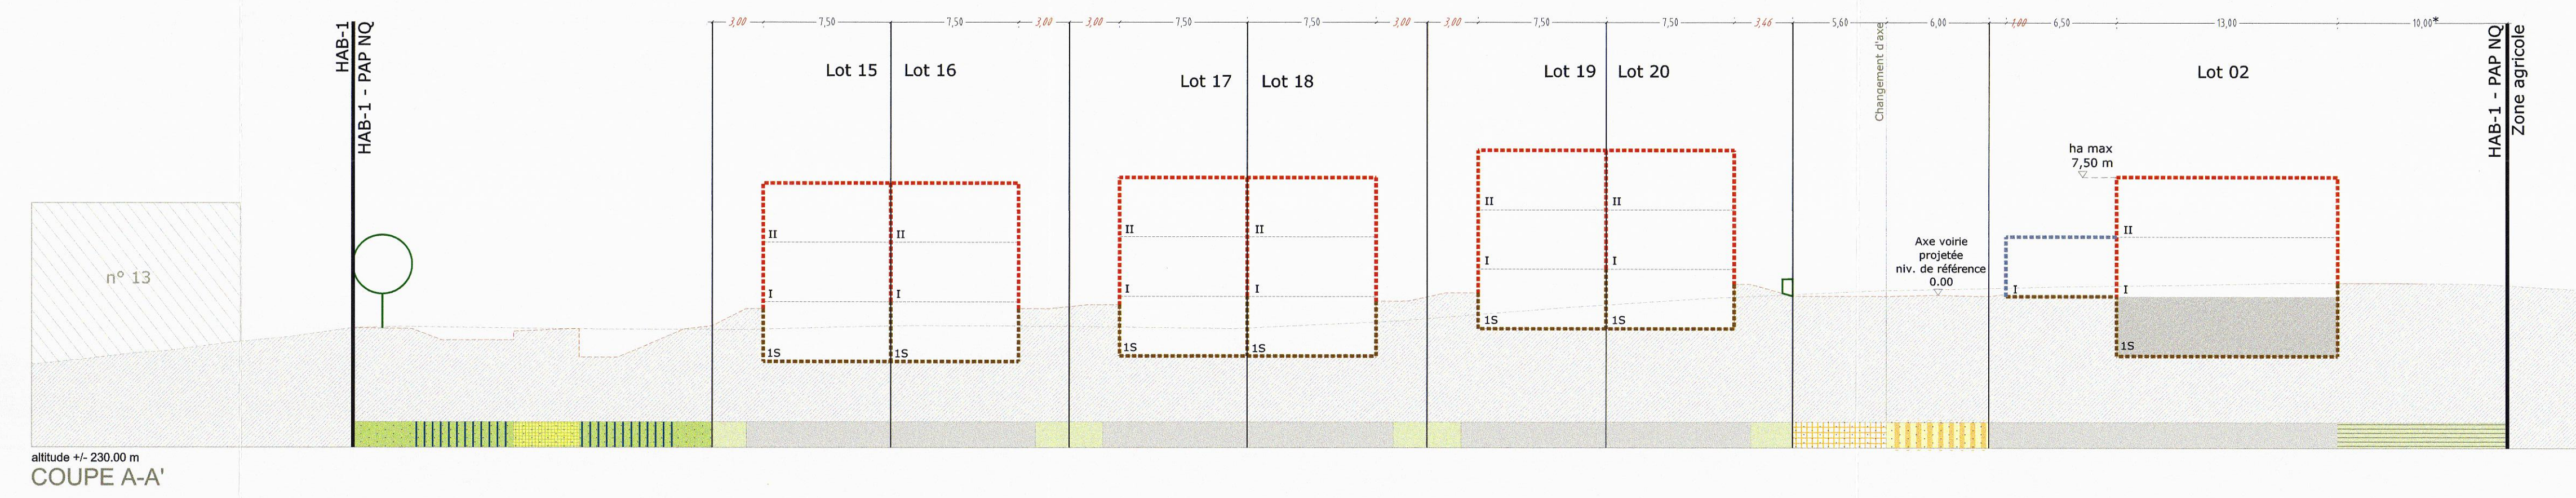 3,00 7,50 7,50 3,00 3,00 7,50 7,50 3,00 3,00 7,50 7,50 3,46 5,60 6,00 1,00 6,50 13,00 10,00*
HAB-1
HAB-1 - PAP NQ
Lot 15 Lot 16
Lot 17 Lot 18
Lot 19 Lot 20
Changement d'axe
Lot 02
HAB-1 - PAP NQ
Zone agricole
ha max
7,50 m
n° 13
II II
I I
1S 1S
II II
I I
1S 1S
II II
I I
1S 1S
Axe voirie
projetée
niv. de référence
0.00
II
I I
1S
altitude +/- 230.00 m
COUPE A-A'